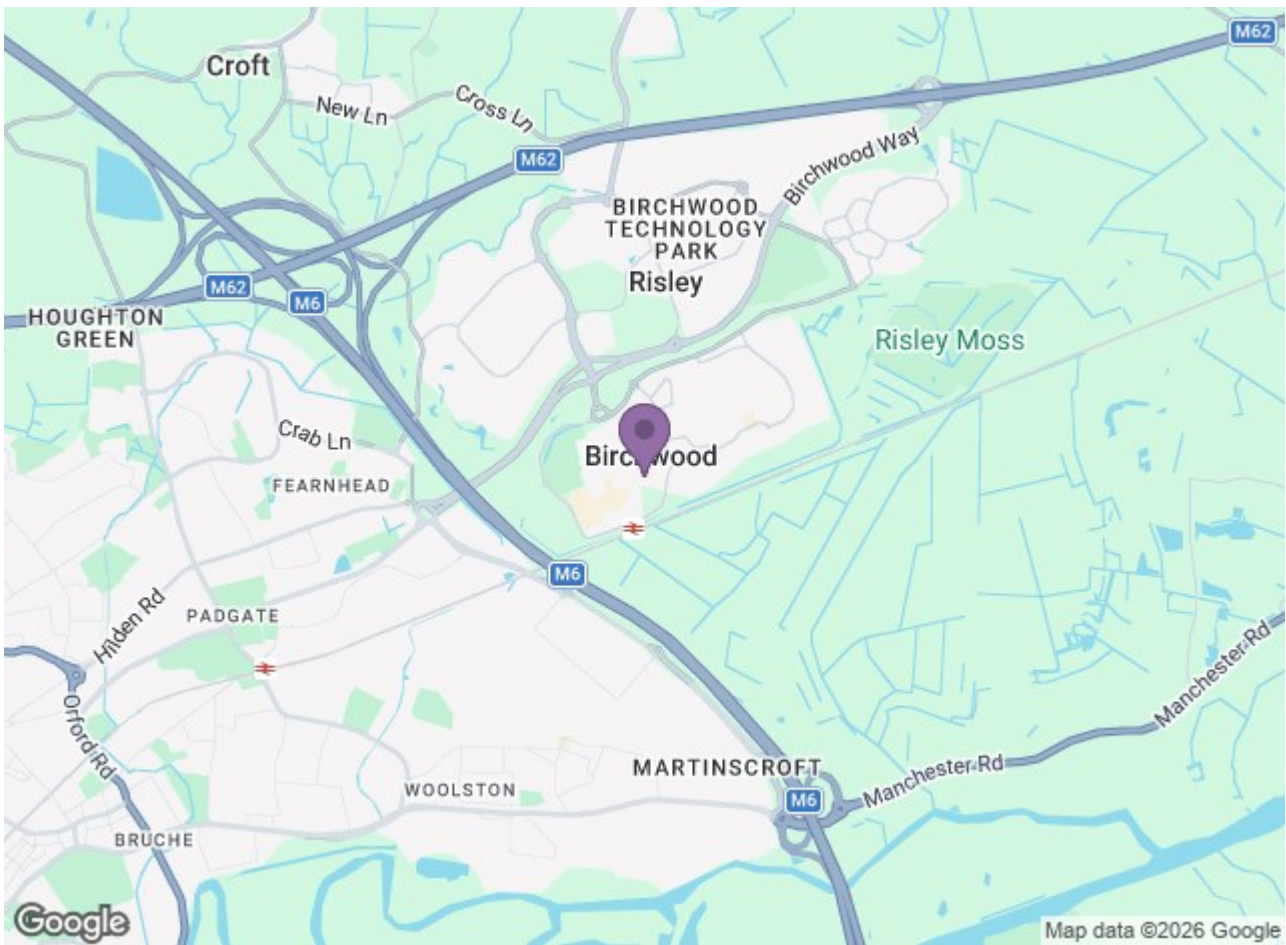 M62
Croft
New Ln
Cross Ln
M62
Birchwood Way
BIRCHWOOD
TECHNOLOGY
PARK
Risley
M62
M6
HOUGHTON
GREEN
Risley Moss
Crab Ln
Birchwood
FEARNHEAD
M6
Hilden Rd
PADGATE
Orford Rd
Manchester Rd
MARTINSCROFT
Manchester Rd
WOOLSTON
M6
BRUCHE
Google
Map data ©2026 Google